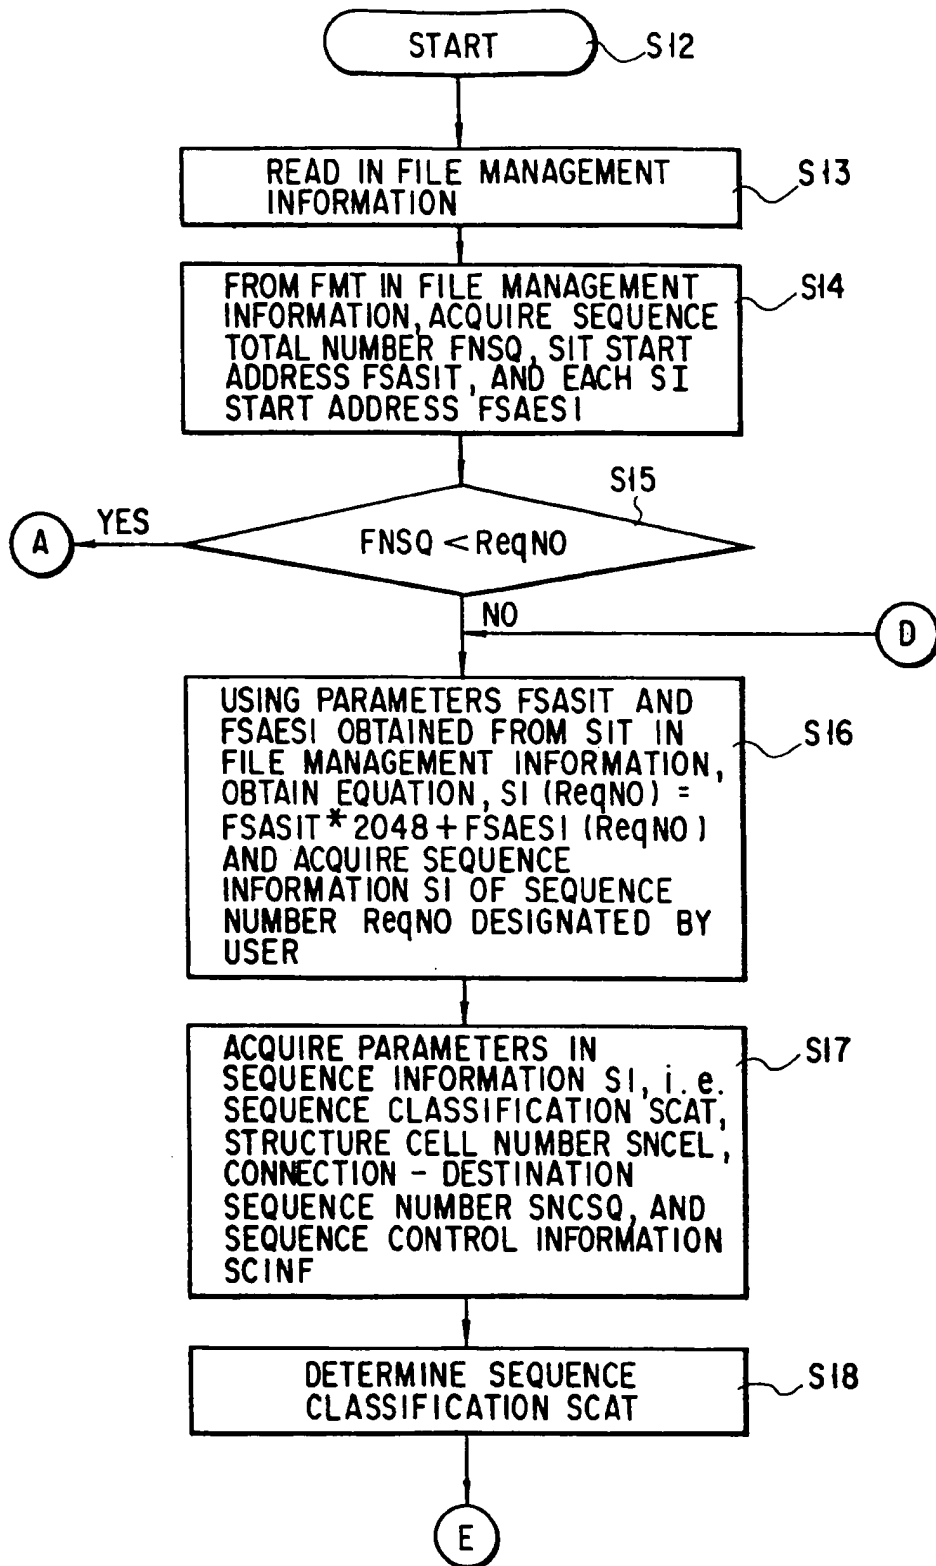 START
S12
READ IN FILE MANAGEMENT
INFORMATION
S13
FROM FMT IN FILE MANAGEMENT
INFORMATION, ACQUIRE SEQUENCE
TOTAL NUMBER FNSQ, SIT START
ADDRESS FSASIT, AND EACH SI
START ADDRESS FSAESI
S14
S15
FNSQ < ReqNO
YES
A
NO
D
USING PARAMETERS FSASIT AND
FSAESI OBTAINED FROM SIT IN
FILE MANAGEMENT INFORMATION,
OBTAIN EQUATION, SI (ReqNO) =
FSASIT * 2048 + FSAESI (ReqNO)
AND ACQUIRE SEQUENCE
INFORMATION SI OF SEQUENCE
NUMBER ReqNO DESIGNATED BY
USER
S16
ACQUIRE PARAMETERS IN
SEQUENCE INFORMATION SI, i.e.
SEQUENCE CLASSIFICATION SCAT,
STRUCTURE CELL NUMBER SNCEL,
CONNECTION - DESTINATION
SEQUENCE NUMBER SNCSQ, AND
SEQUENCE CONTROL INFORMATION
SCINF
S17
DETERMINE SEQUENCE
CLASSIFICATION SCAT
S18
E